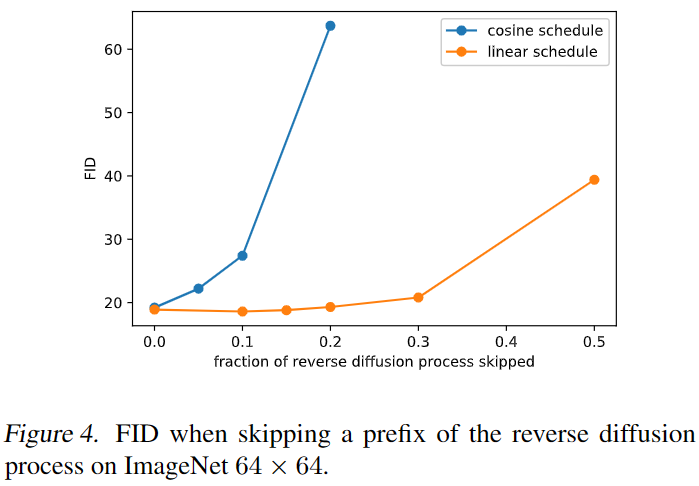 60
50
40
30
20
FID
cosine schedule
linear schedule
0.0 0.1 0.2 0.3 0.4 0.5
fraction of reverse diffusion process skipped
Figure 4. FID when skipping a prefix of the reverse diffusion
process on ImageNet 64 × 64.